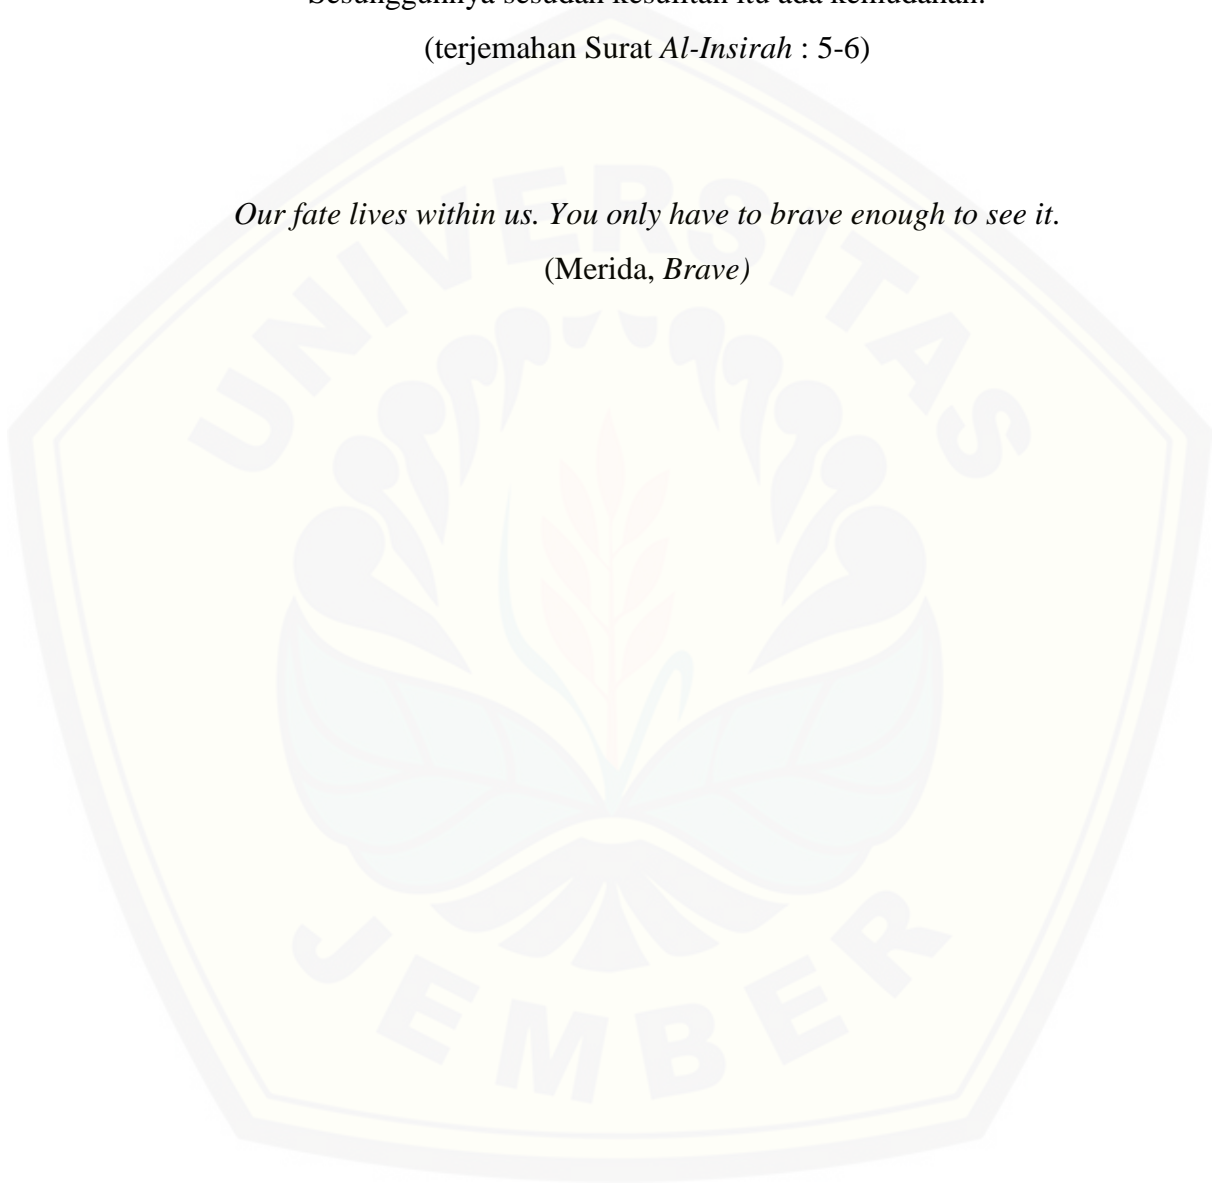 Sesungguhnya sesudah kesulitan itu ada kemudahan.
(terjemahan Surat Al-Insirah : 5-6)
Our fate lives within us. You only have to brave enough to see it.
(Merida, Brave)
UNIVERSITAS
JEMBER